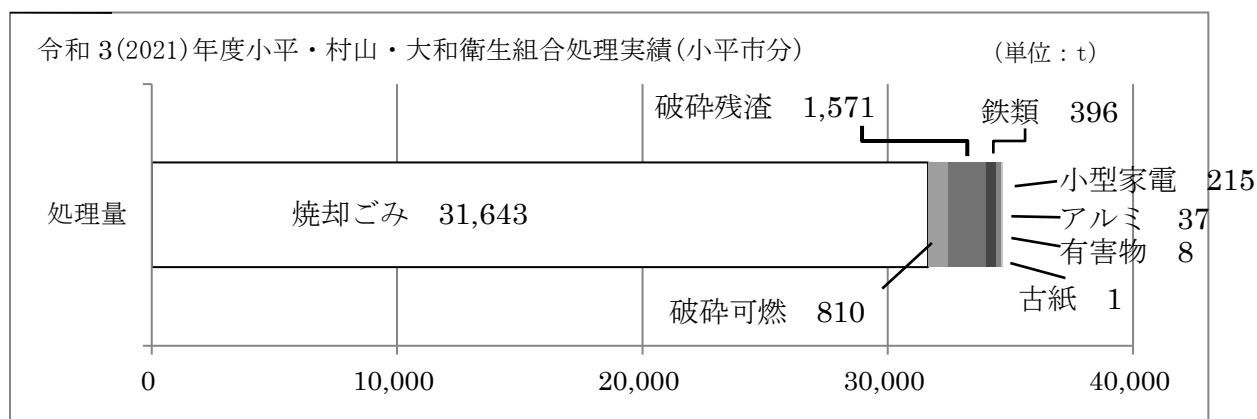 令和 3(2021)年度小平・村山・大和衛生組合処理実績(小平市分) (単位：t)
破砕残渣 1,571 鉄類 396
小型家電 215
処理量 焼却ごみ 31,643 アルミ 37
有害物 8
破砕可燃 810 古紙 1
0 10,000 20,000 30,000 40,000